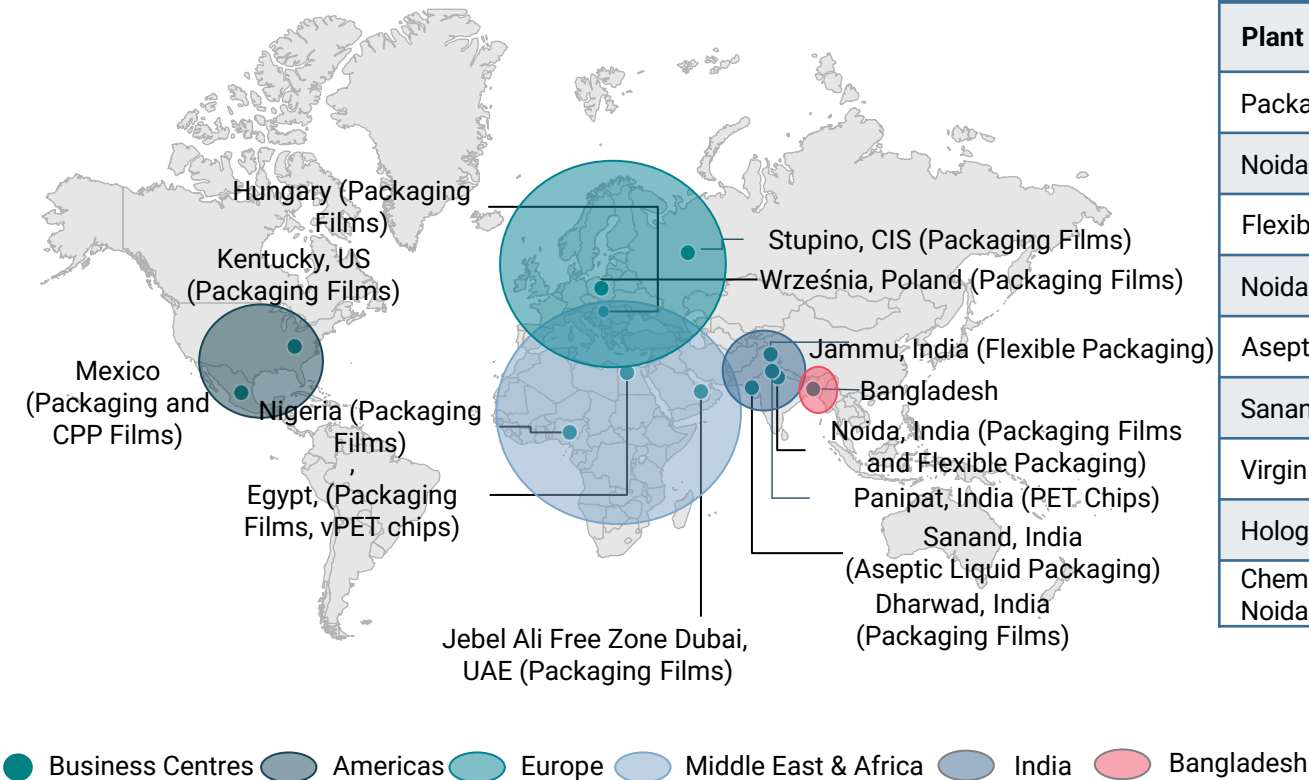 Hungary (Packaging
Films)
Kentucky, US
(Packaging Films)
Mexico
(Packaging and
CPP Films)
Nigeria (Packaging
Films)
,
Egypt, (Packaging
Films, vPET chips)
Jebel Ali Free Zone Dubai,
UAE (Packaging Films)
Stupino, CIS (Packaging Films)
Września, Poland (Packaging Films)
Jammu, India (Flexible Packaging)
Bangladesh
Noida, India (Packaging Films
and Flexible Packaging)
Panipat, India (PET Chips)
Sanand, India
(Aseptic Liquid Packaging)
Dharwad, India
(Packaging Films)
Plant
Packa
Noida
Flexib
Noida
Asept
Sanan
Virgin
Holog
Chem
Noida
Business Centres
Americas
Europe
Middle East & Africa
India
Bangladesh